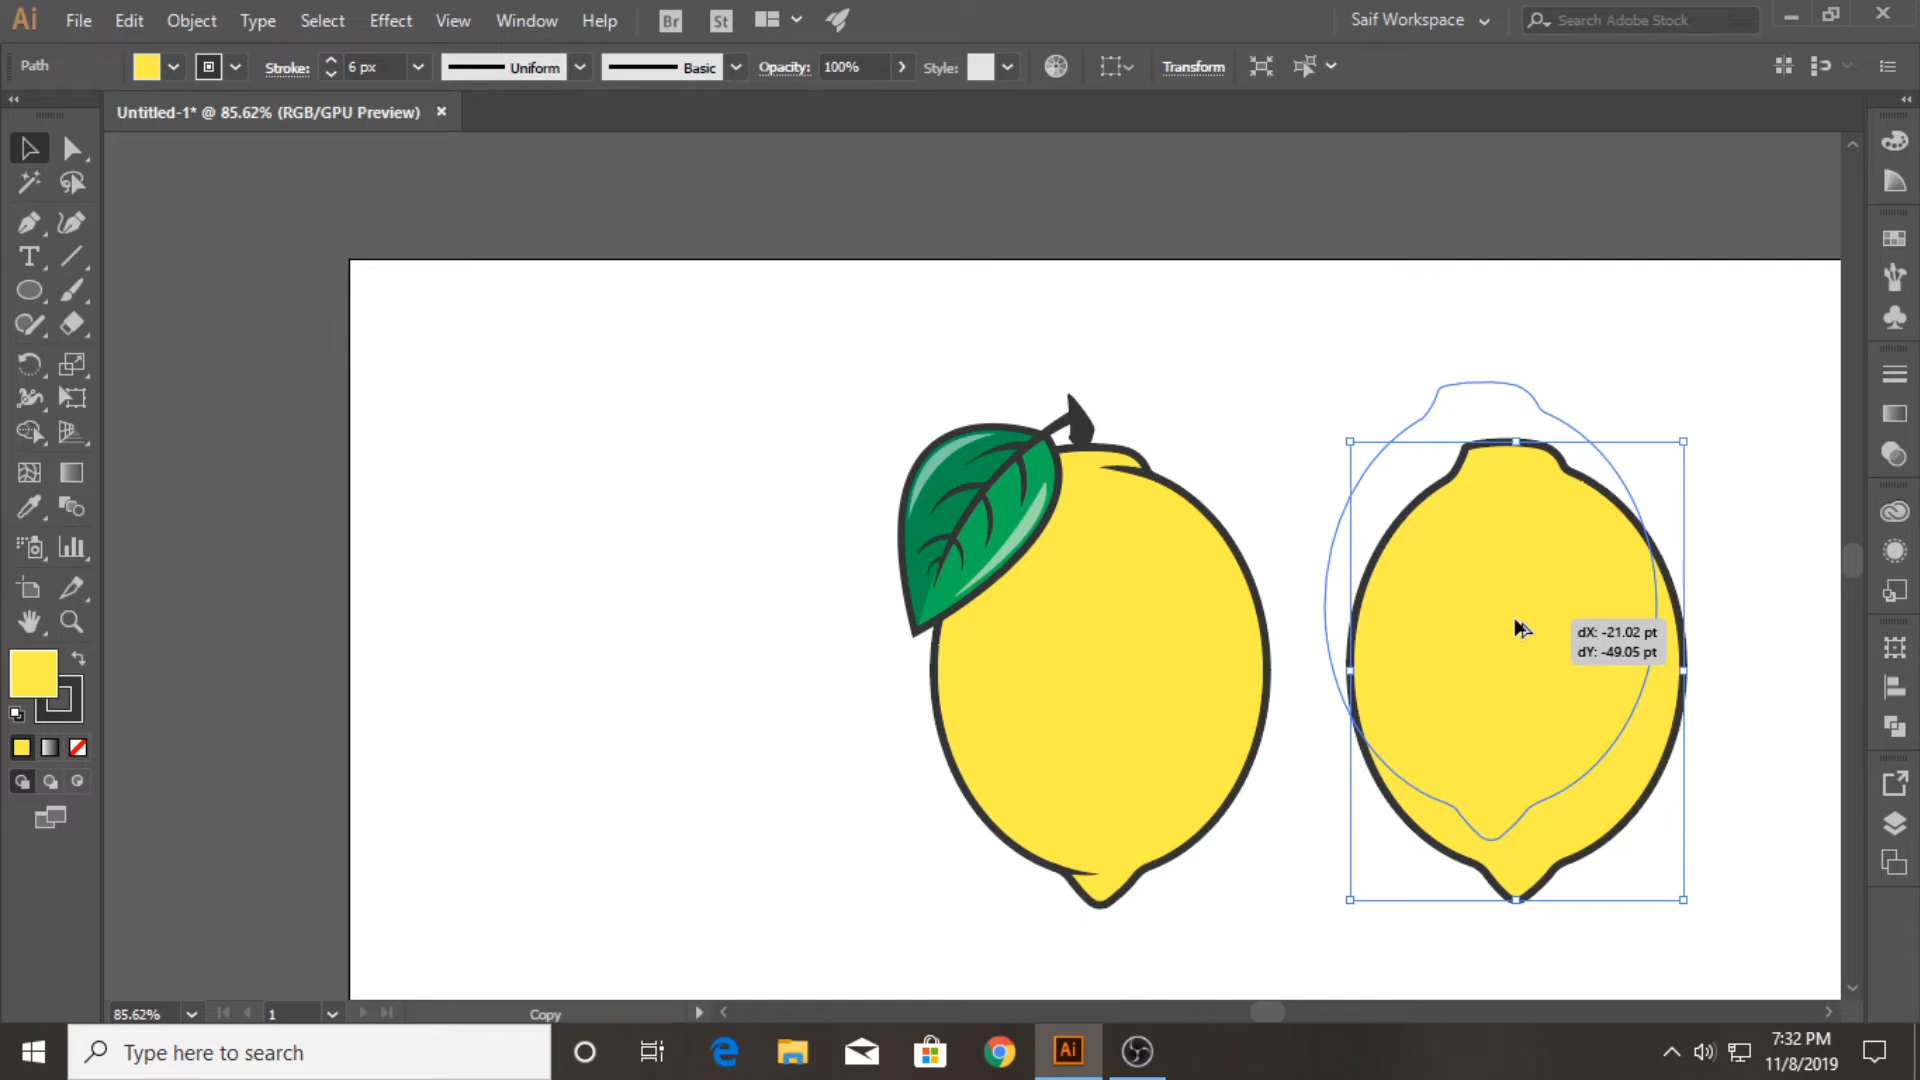 Ai File Edit Object Type Select Effect View Window Help Br St Saif Workspace Search Adobe Stock
Path Stroke: 6 px Uniform Basic Opacity: 100% Style: Transform
Untitled-1* @ 85.62% (RGB/GPU Preview)
T
dX: -21.02 pt
dY: -49.05 pt
85.62% 1 Copy
Type here to search
Ai
7:32 PM
11/8/2019